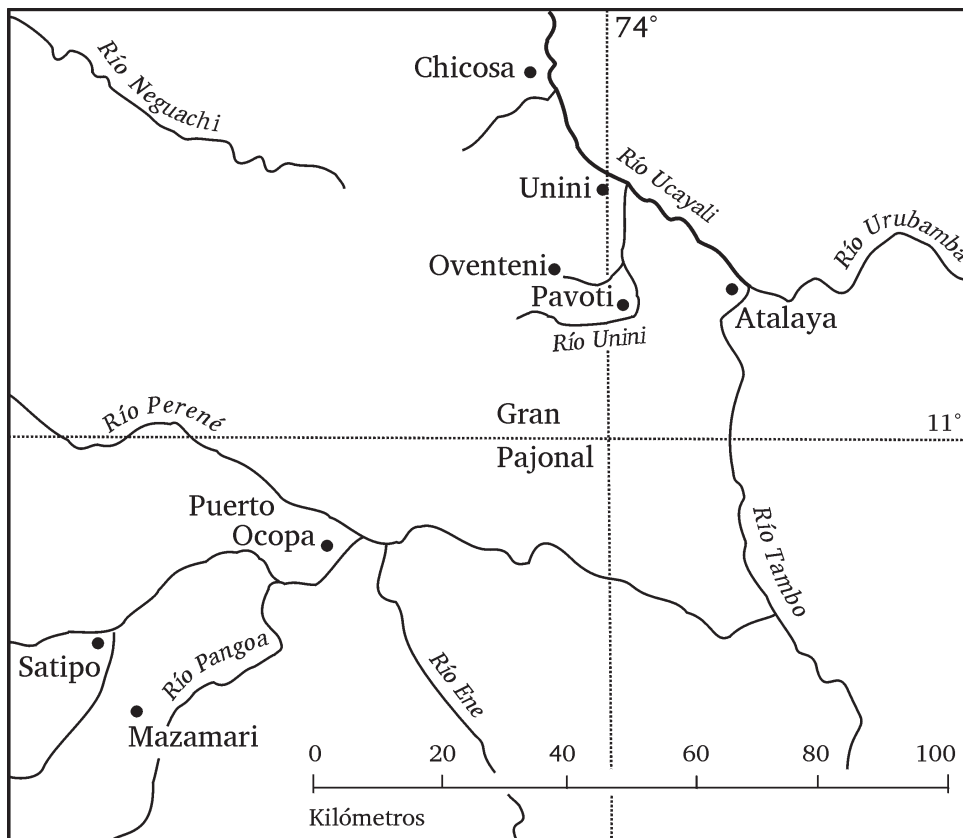 74°
Chicosa
Río Neguachi
Río Ucayali
Unini
Río Urubamba
Oventeni
Pavoti
Atalaya
Río Unini
Río Perené
Gran
Pajonal
11°
Puerto
Ocopa
Río Tambo
Satipo
Río Pangoa
Río Ene
Mazamari
0 20 40 60 80 100
Kilómetros